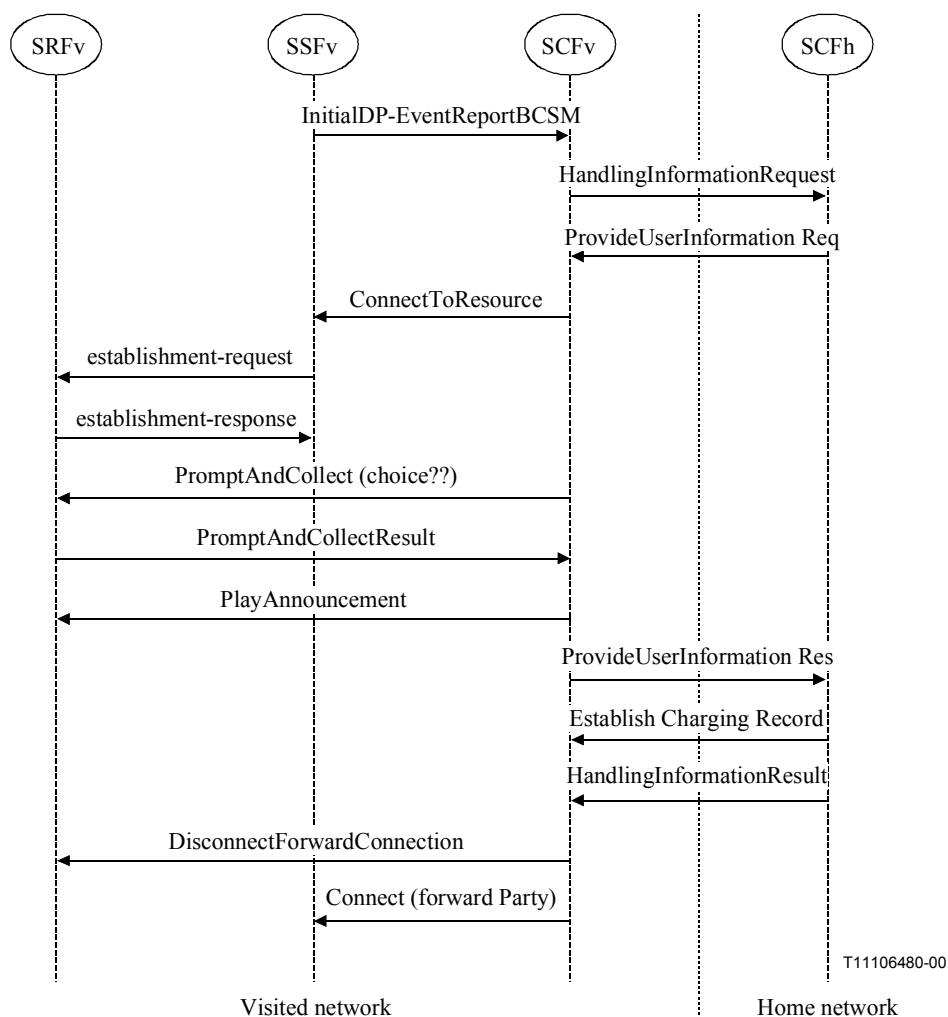 SRFv SSFv SCFv SCFh
InitialDP-EventReportBCSM
HandlingInformationRequest
ProvideUserInformation Req
ConnectToResource
establishment-request
establishment-response
PromptAndCollect (choice??)
PromptAndCollectResult
PlayAnnouncement
ProvideUserInformation Res
Establish Charging Record
HandlingInformationResult
DisconnectForwardConnection
Connect (forward Party)
T11106480-00
Visited network Home network